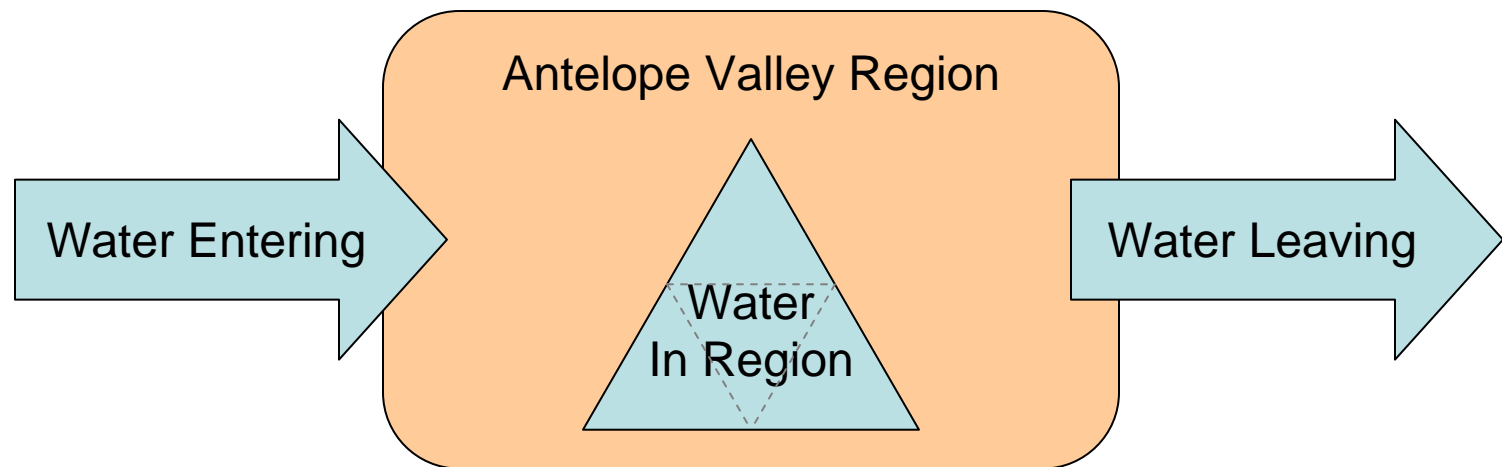 Antelope Valley Region
Water Entering
Water
In Region
Water Leaving